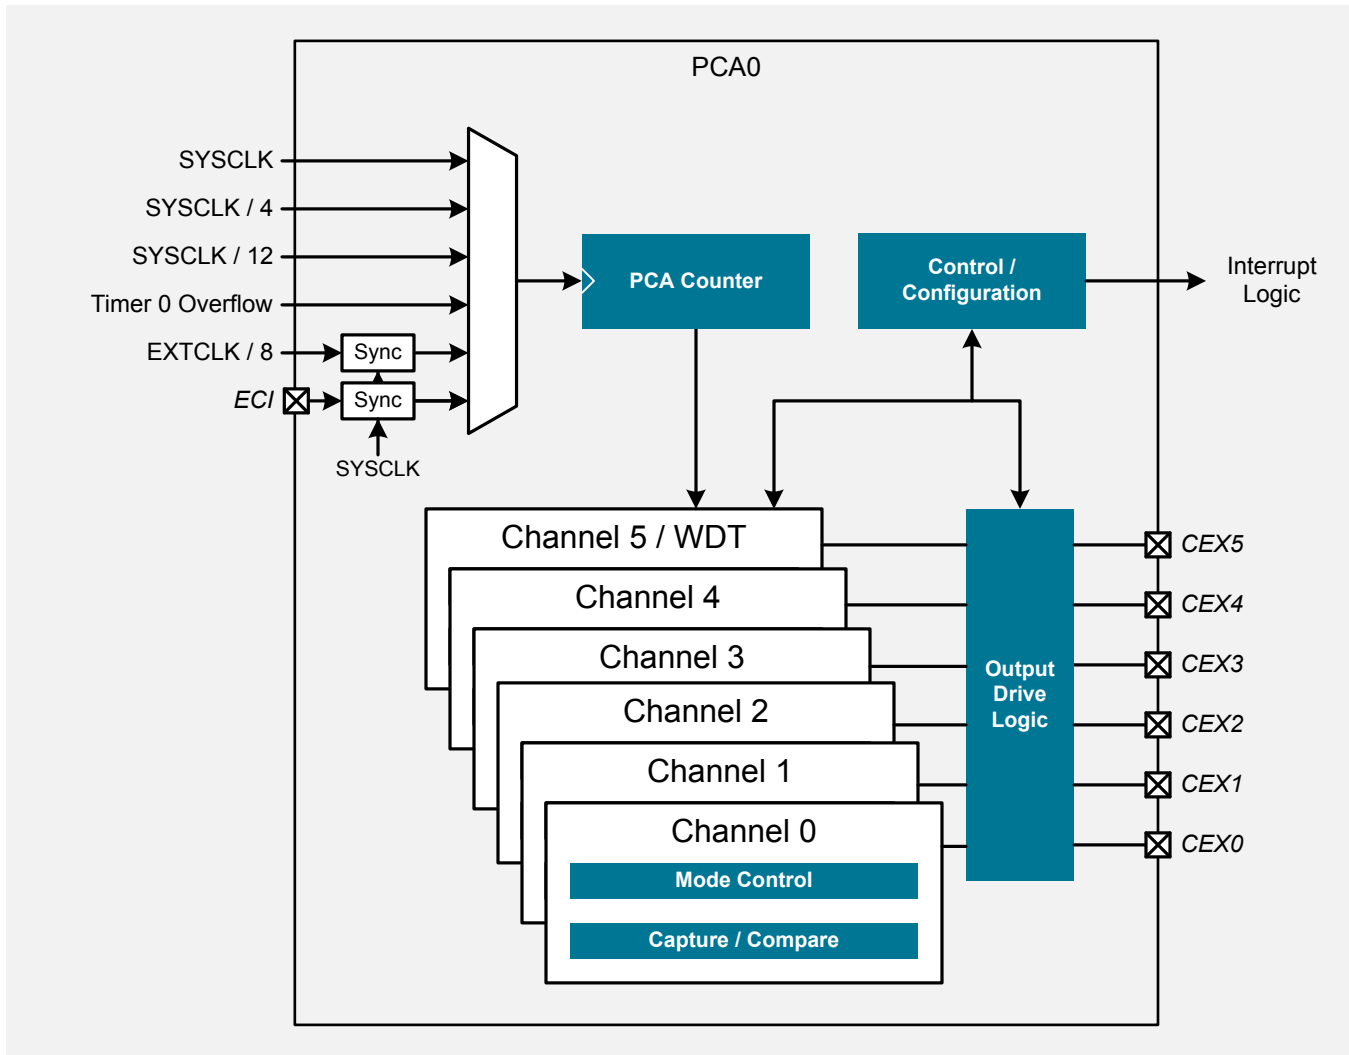 PCA0
SYSCLK
SYSCLK / 4
SYSCLK / 12
Timer 0 Overflow
EXTCLK / 8
ECI
Sync
Sync
SYSCLK
PCA Counter
Control /
Configuration
Interrupt
Logic
Channel 5 / WDT
Channel 4
Channel 3
Channel 2
Channel 1
Channel 0
Mode Control
Capture / Compare
Output
Drive
Logic
CEX5
CEX4
CEX3
CEX2
CEX1
CEX0